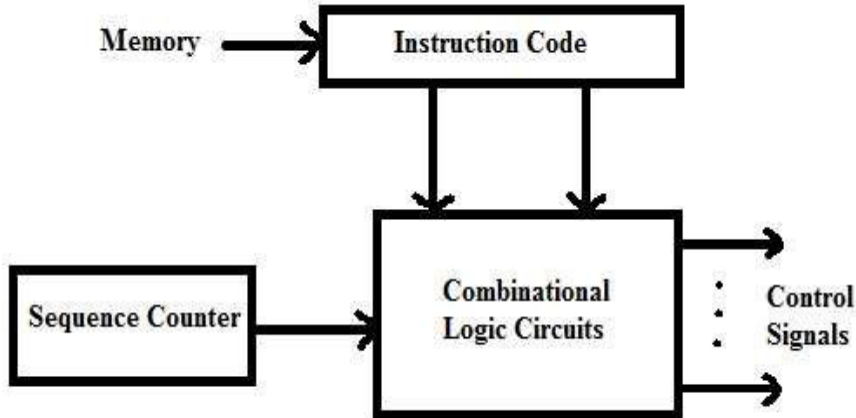 Memory
Instruction Code
Sequence Counter
Combinational
Logic Circuits
Control
Signals